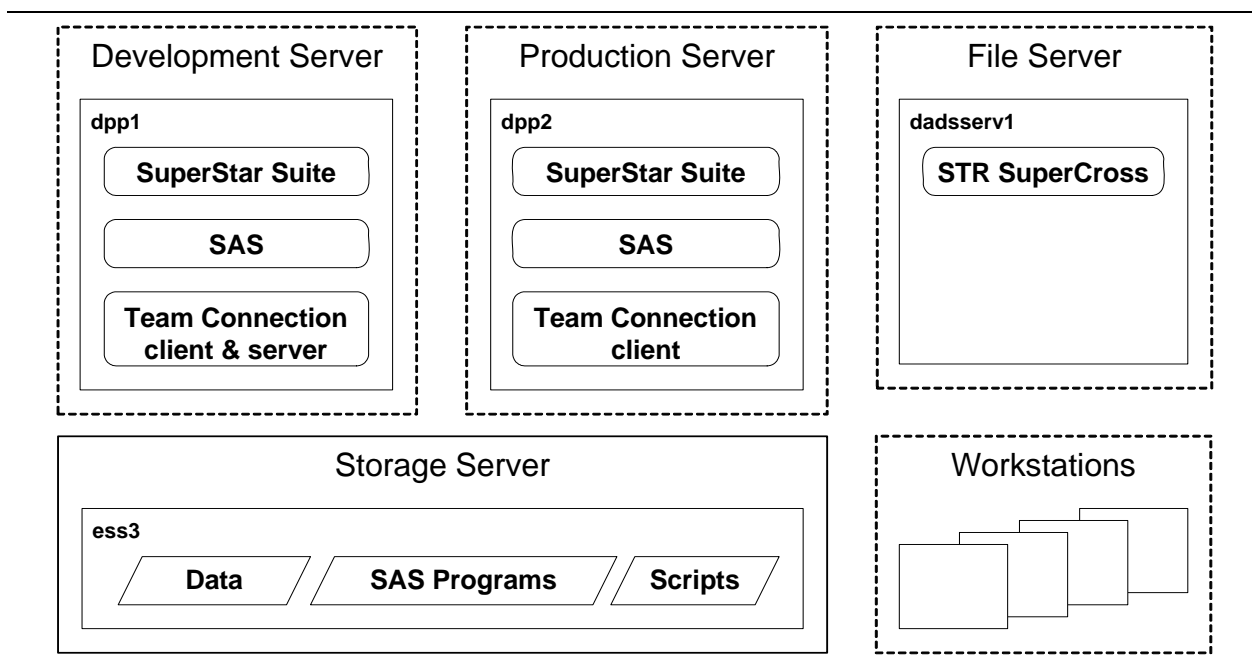 Development Server
dpp1
SuperStar Suite
SAS
Team Connection
client & server
Production Server
dpp2
SuperStar Suite
SAS
Team Connection
client
File Server
dadsserv1
STR SuperCross
Storage Server
ess3
Data
SAS Programs
Scripts
Workstations